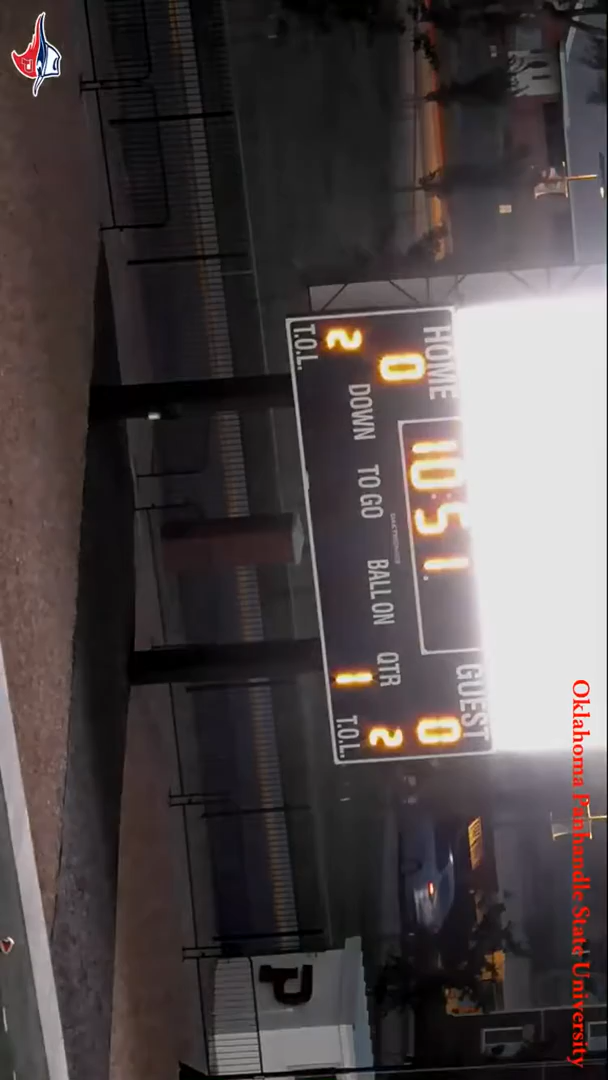 Oklahoma Panhandle State University
HOME
GUEST
0
10:51.
0
DAKTRONICS
DOWN TO GO BALL ON QTR
2
1
2
T.O.L.
T.O.L.
P